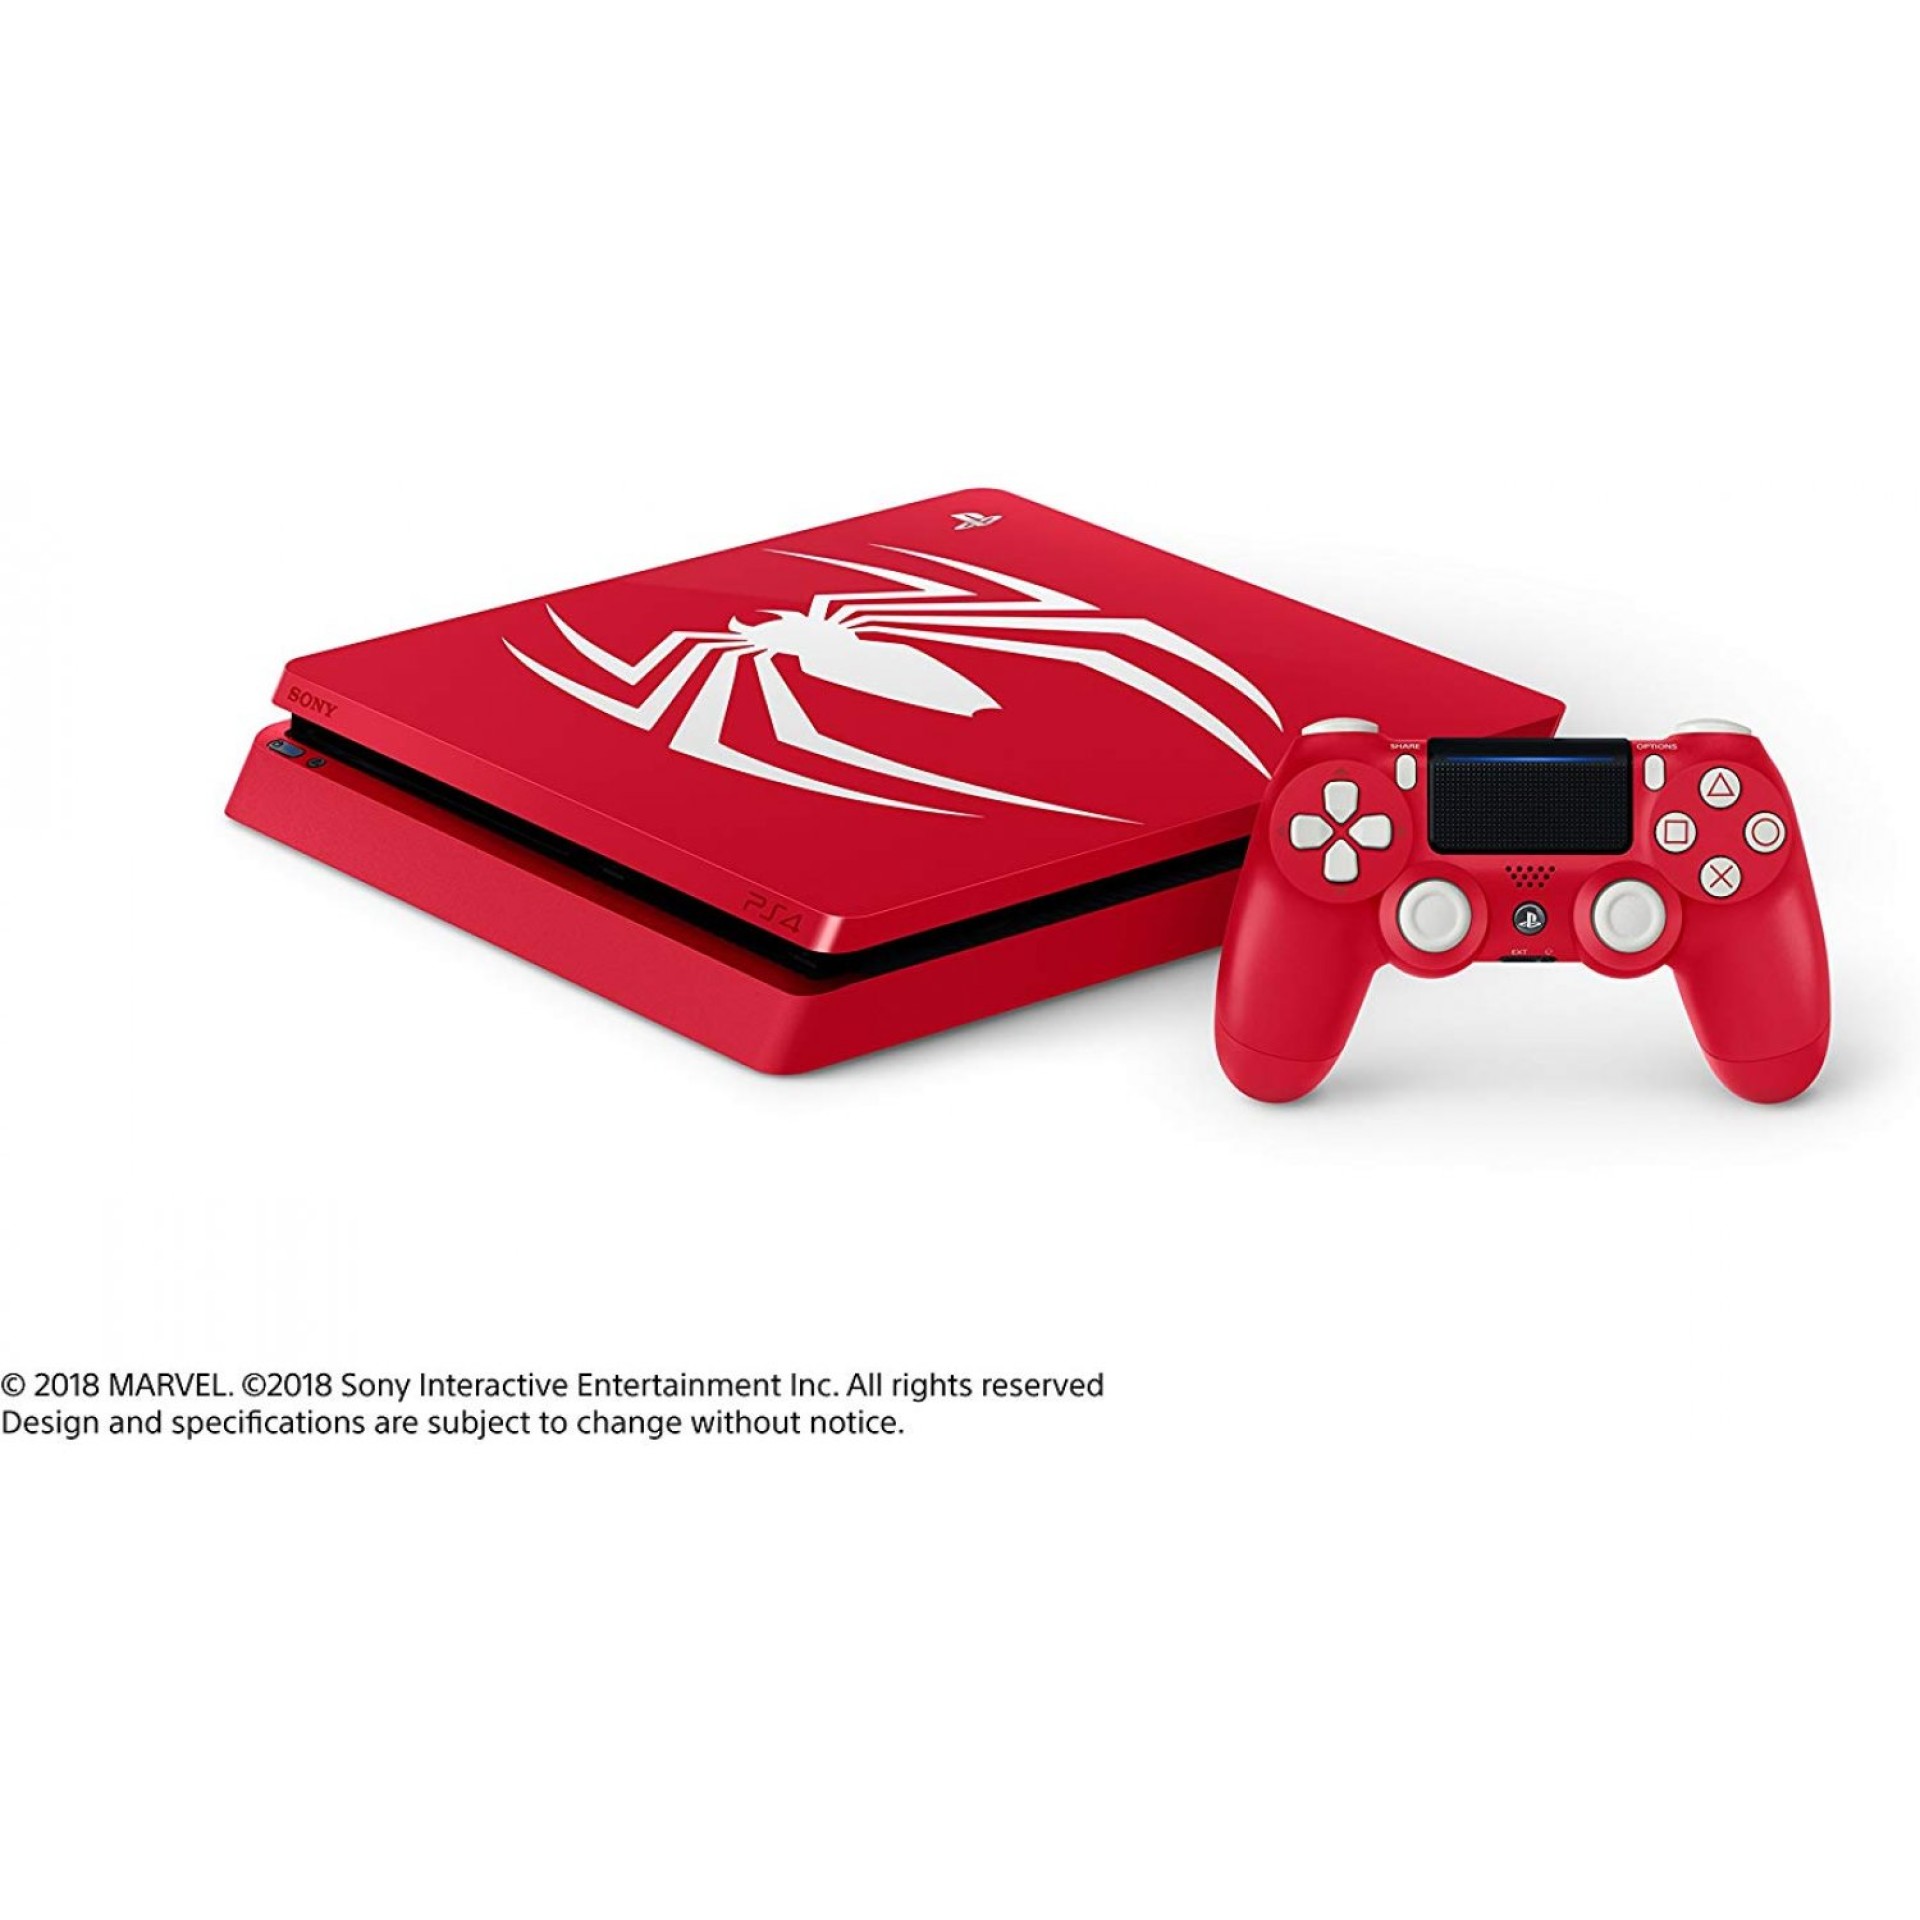 SONY
PS4
SHARE
OPTIONS
EXT
© 2018 MARVEL. ©2018 Sony Interactive Entertainment Inc. All rights reserved
Design and specifications are subject to change without notice.